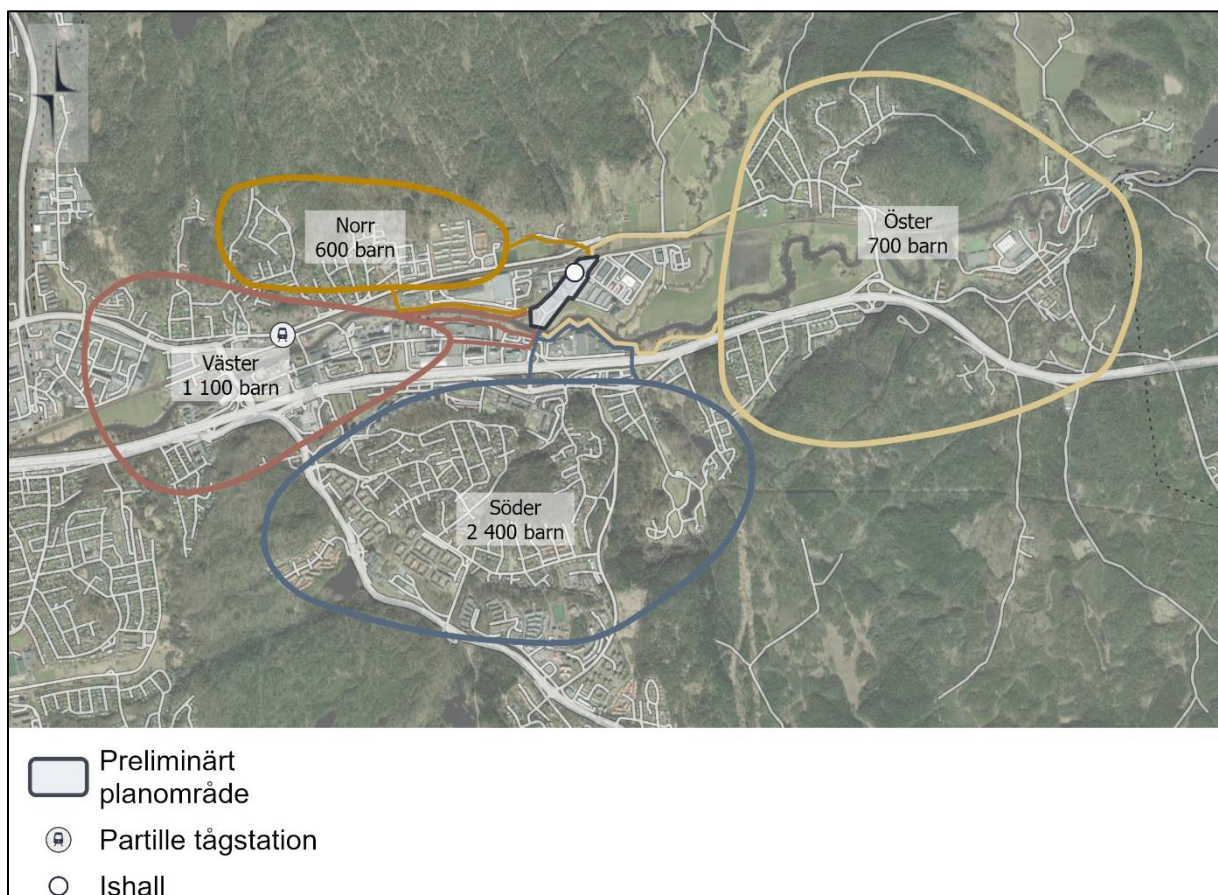 Norr
600 barn
Öster
700 barn
Väster
1 100 barn
Söder
2 400 barn
Preliminärt
planområde
Partille tågstation
Ishall